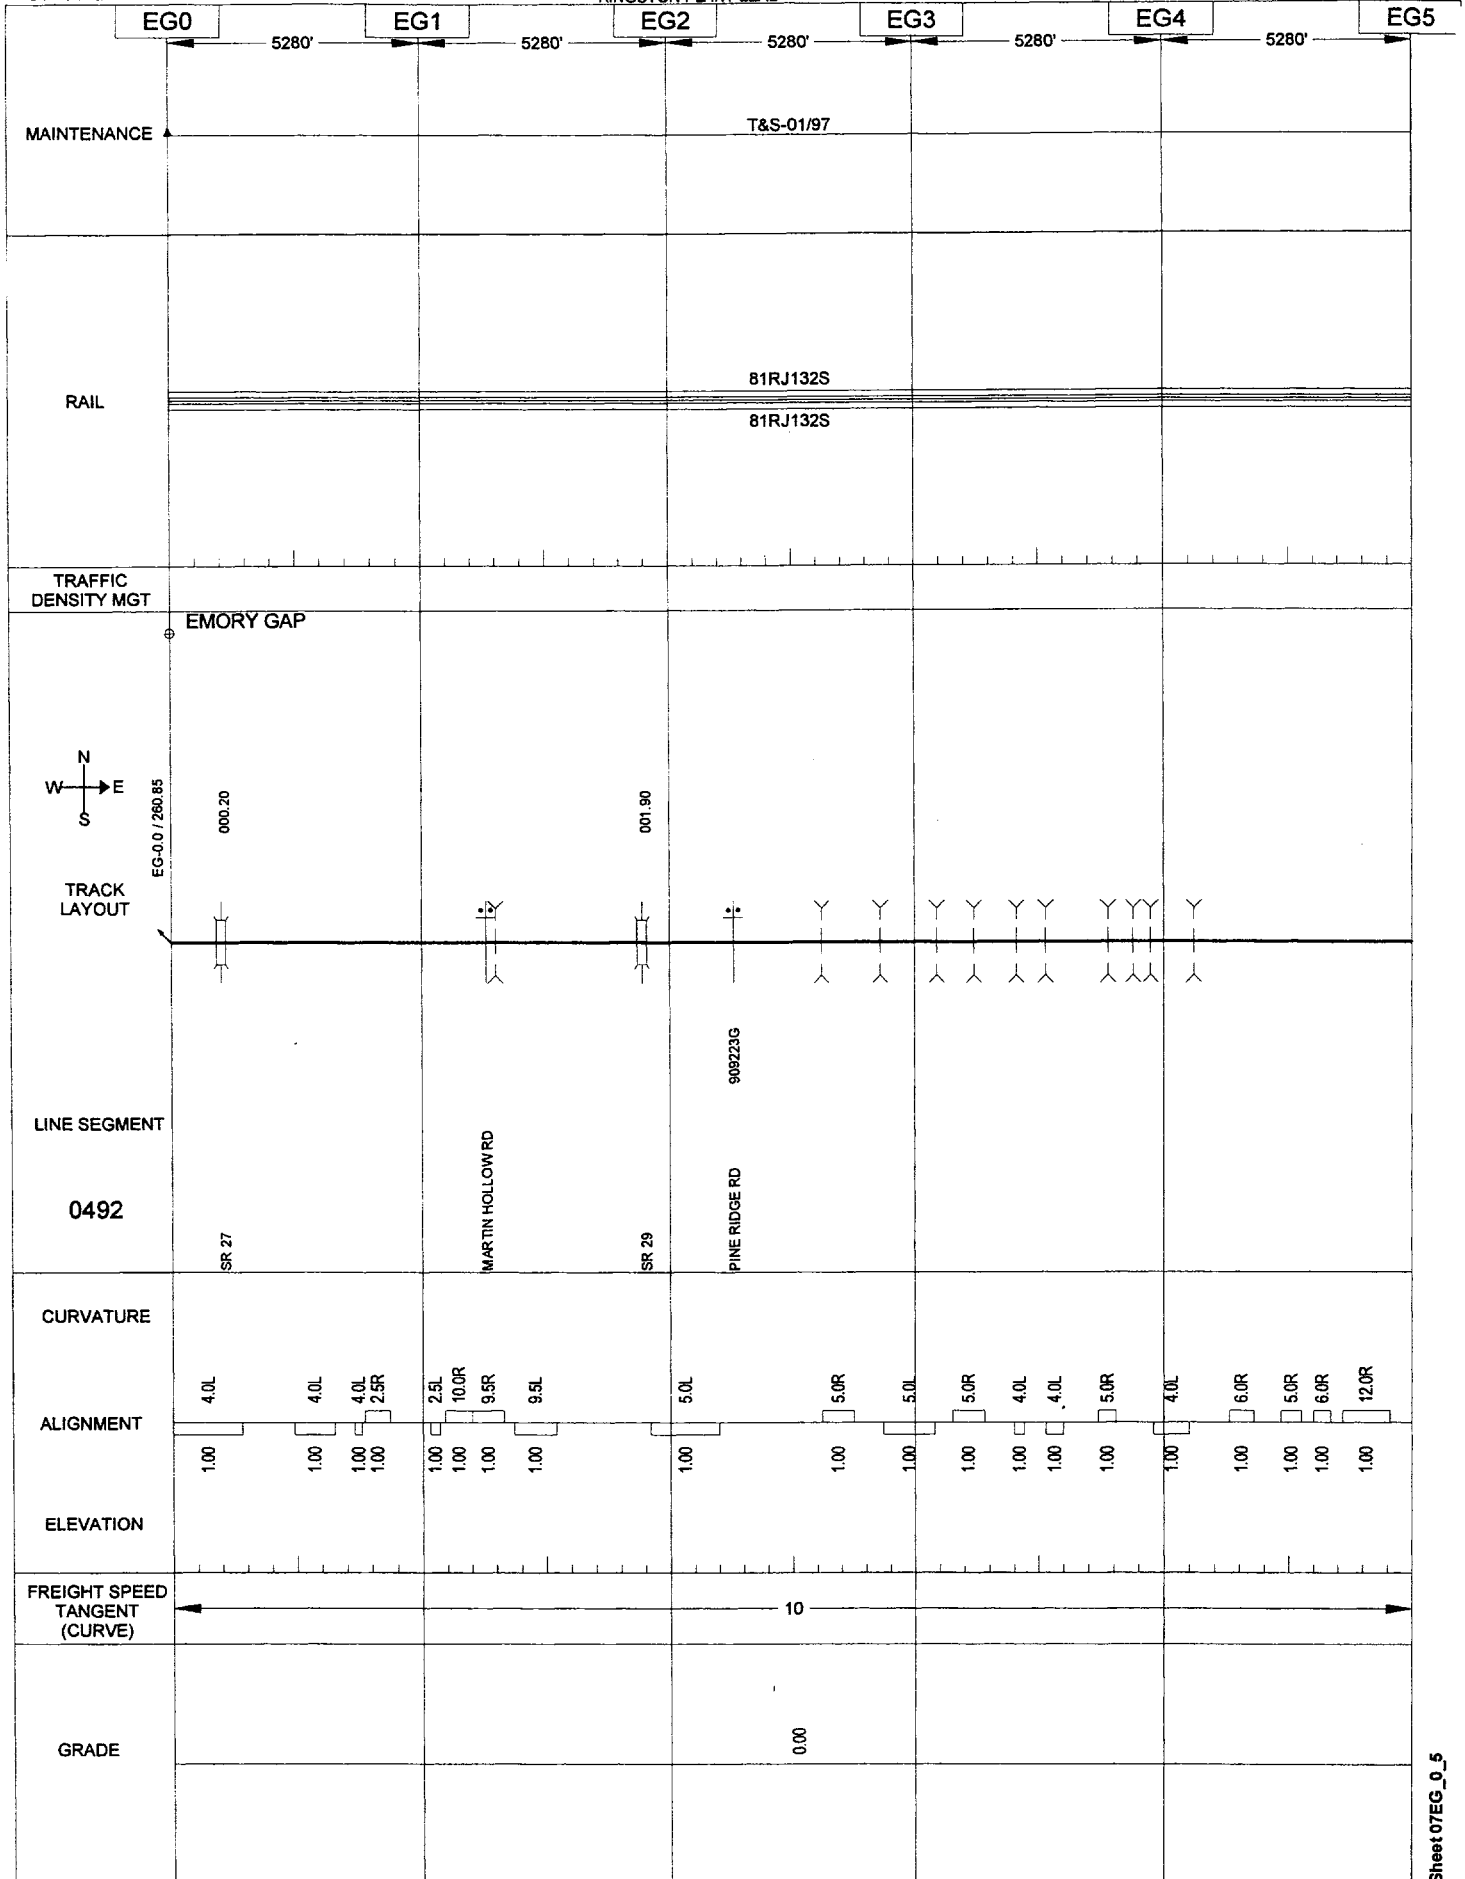 EG0 EG1 EG2 EG3 EG4 EG5
5280' 5280' 5280' 5280' 5280'
MAINTENANCE
T&S-01/97
RAIL
81RJ132S
81RJ132S
TRAFFIC
DENSITY MGT
EMORY GAP
N
W E
S
EG-0.0 / 260.85
000.20
001.90
TRACK
LAYOUT
909223G
LINE SEGMENT
0492
SR 27
MARTIN HOLLOW RD
SR 29
PINE RIDGE RD
CURVATURE
4.0L 4.0L 4.0L 2.5R 2.5L 10.0R 9.5R 9.5L 5.0L 5.0R 5.0L 5.0R 4.0L 4.0L 5.0R 4.0L 6.0R 5.0R 6.0R 12.0R
ALIGNMENT
1.00 1.00 1.00 1.00 1.00 1.00 1.00 1.00 1.00 1.00 1.00 1.00 1.00 1.00 1.00 1.00 1.00 1.00 1.00 1.00
ELEVATION
FREIGHT SPEED
TANGENT
(CURVE)
10
GRADE
0.00
Sheet 07EG_0_5